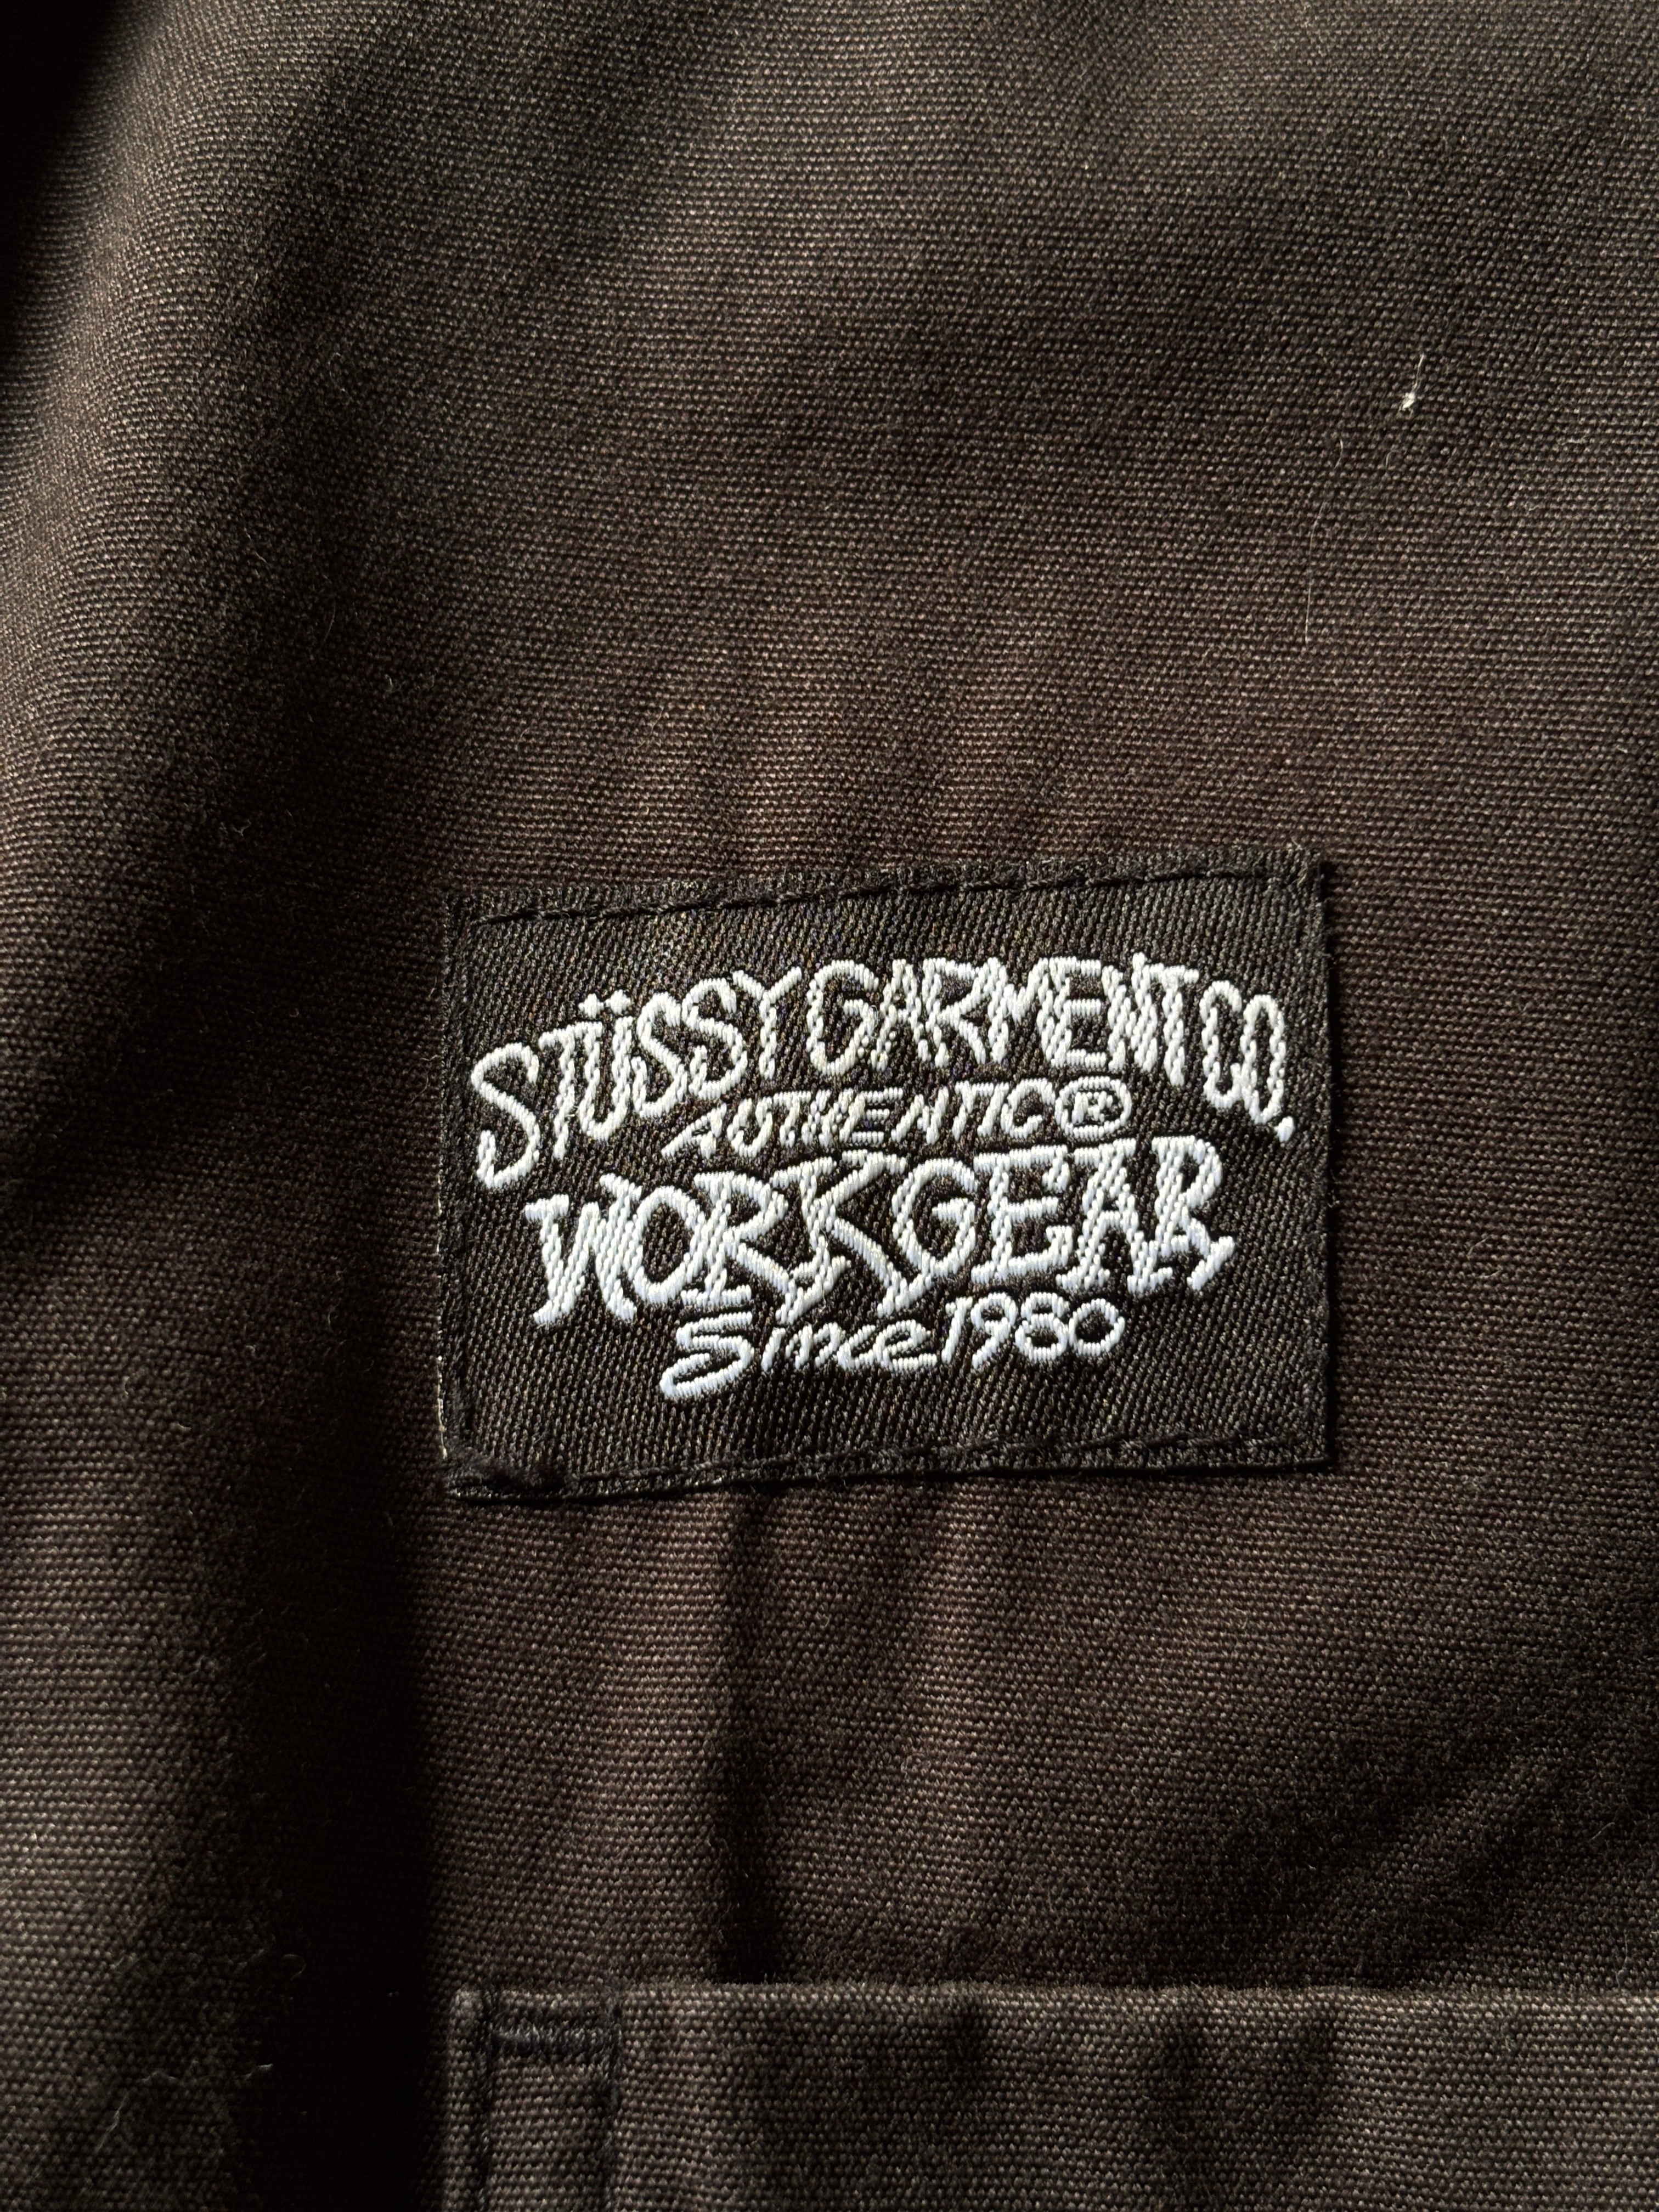 STÜSSY GARMENT CO.
AUTHENTIC®
WORKGEAR,
Since 1980